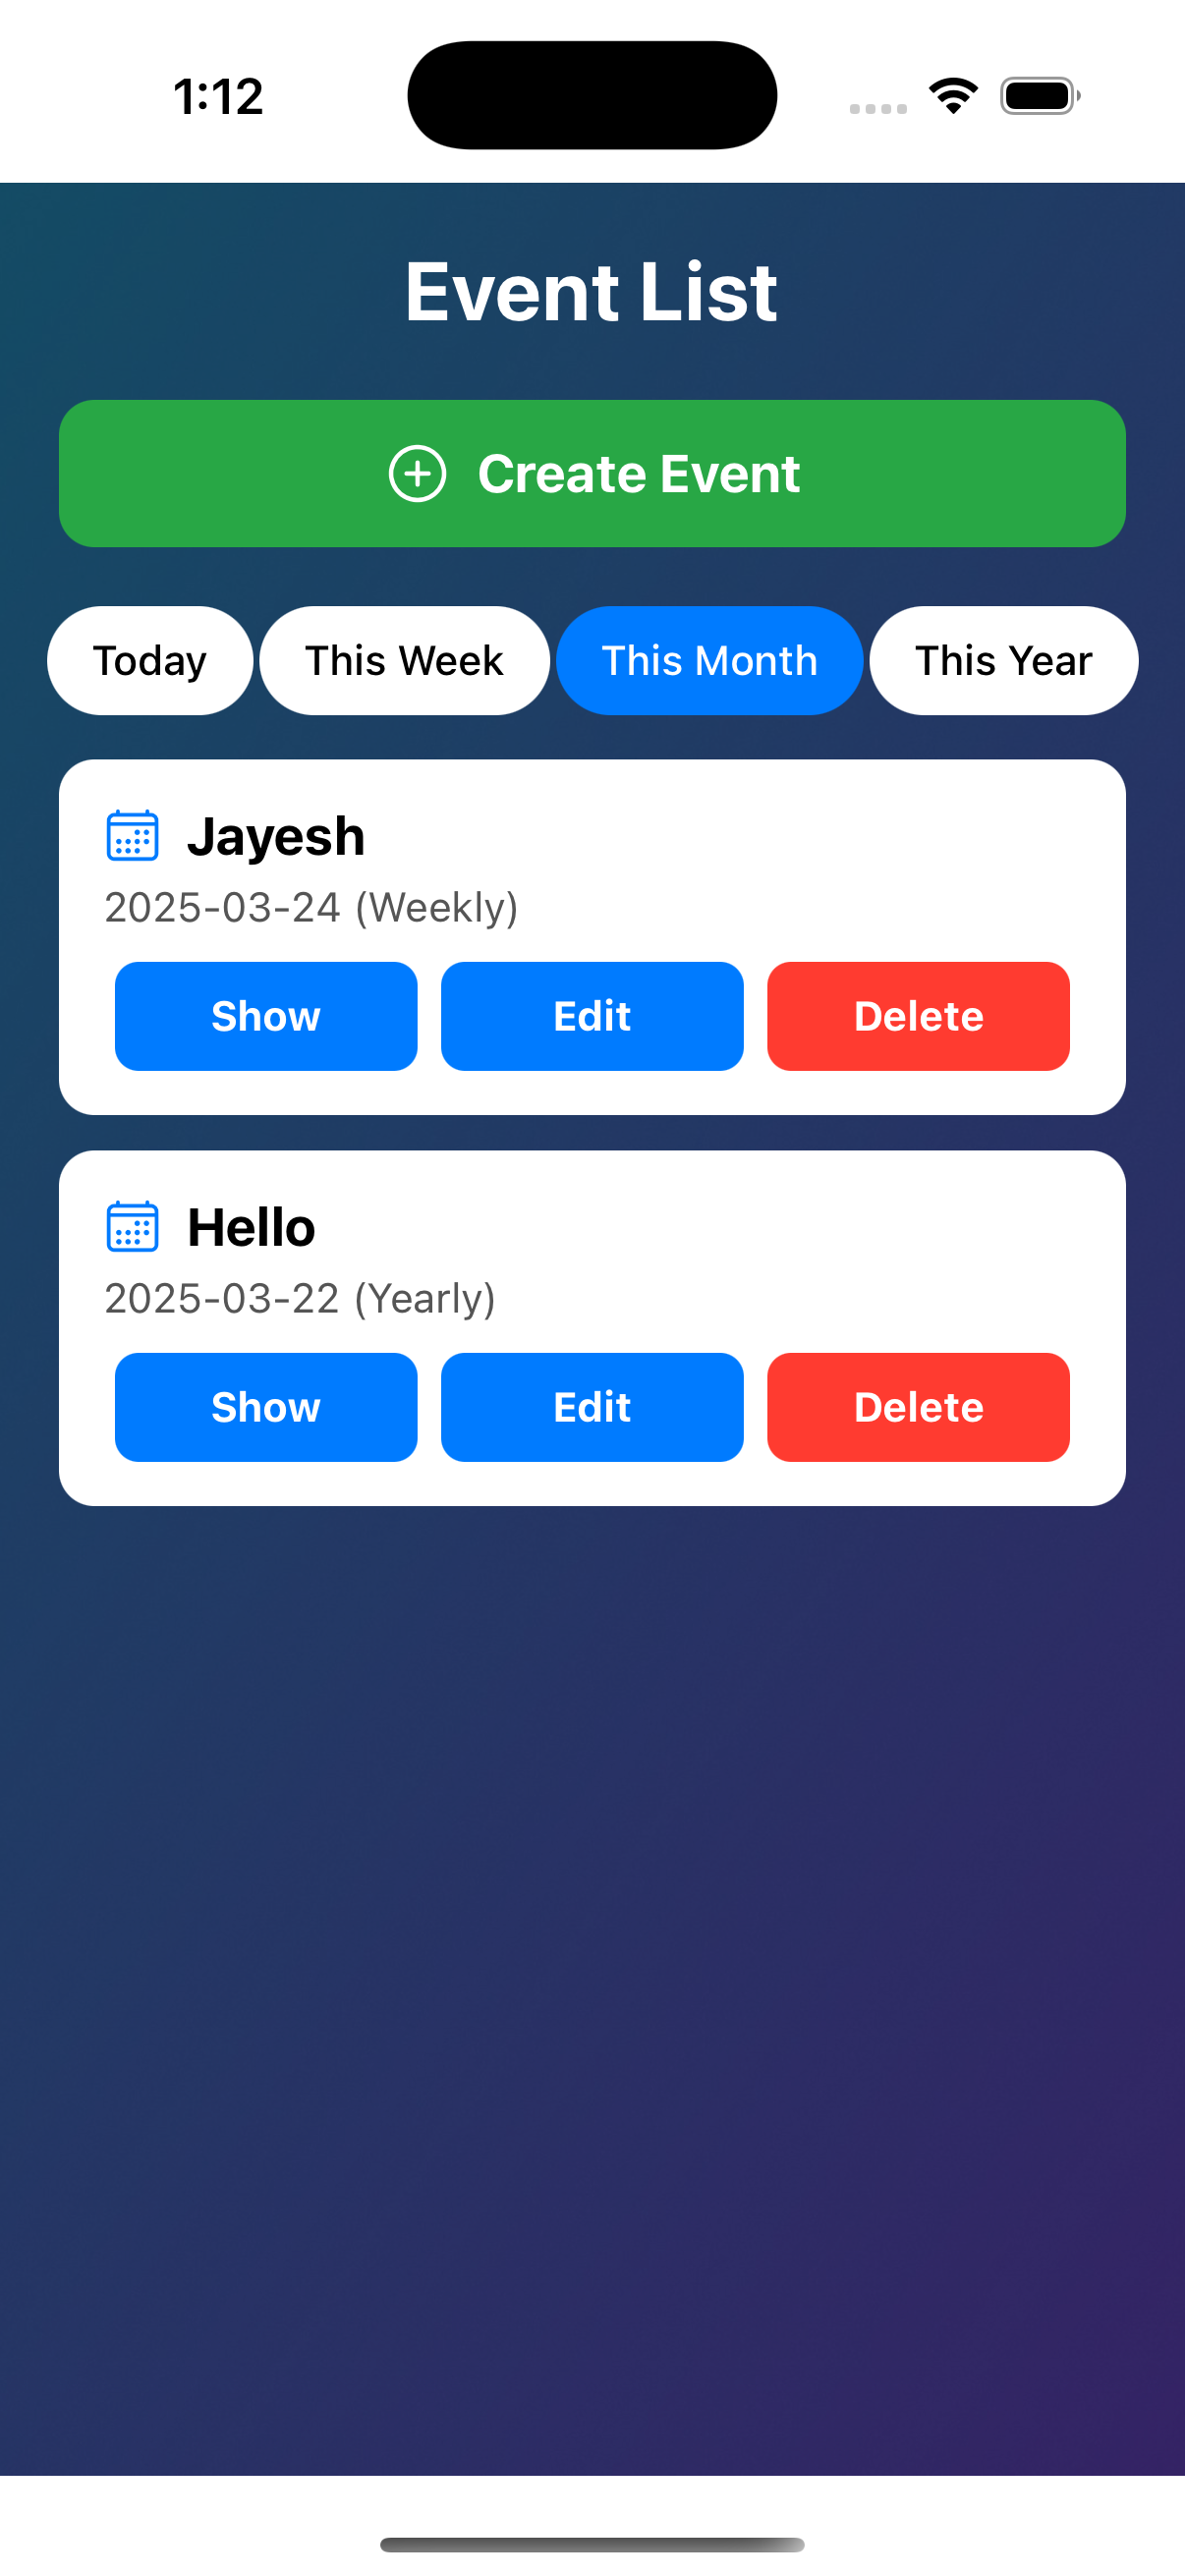 1:12
Event List
Create Event
Today This Week This Month This Year
Jayesh
2025-03-24 (Weekly)
Show Edit Delete
Hello
2025-03-22 (Yearly)
Show Edit Delete